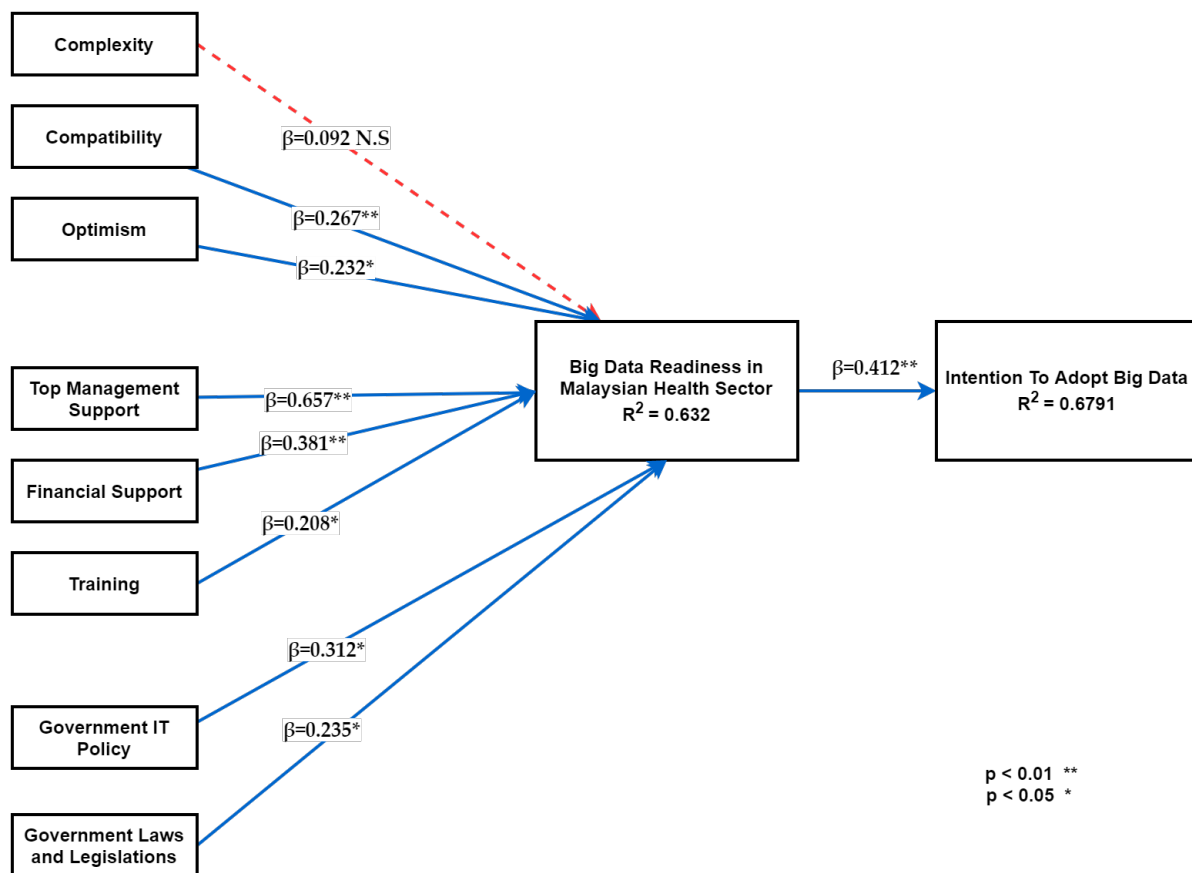 Complexity
β=0.092 N.S
Compatibility
β=0.267**
Optimism
β=0.232*
Top Management
Support
β=0.657**
β=0.381**
Financial Support
β=0.208*
Training
Big Data Readiness in
Malaysian Health Sector
R² = 0.632
β=0.412**
Intention To Adopt Big Data
R² = 0.6791
β=0.312*
Government IT
Policy
β=0.235*
Government Laws
and Legislations
p < 0.01 **
p < 0.05 *